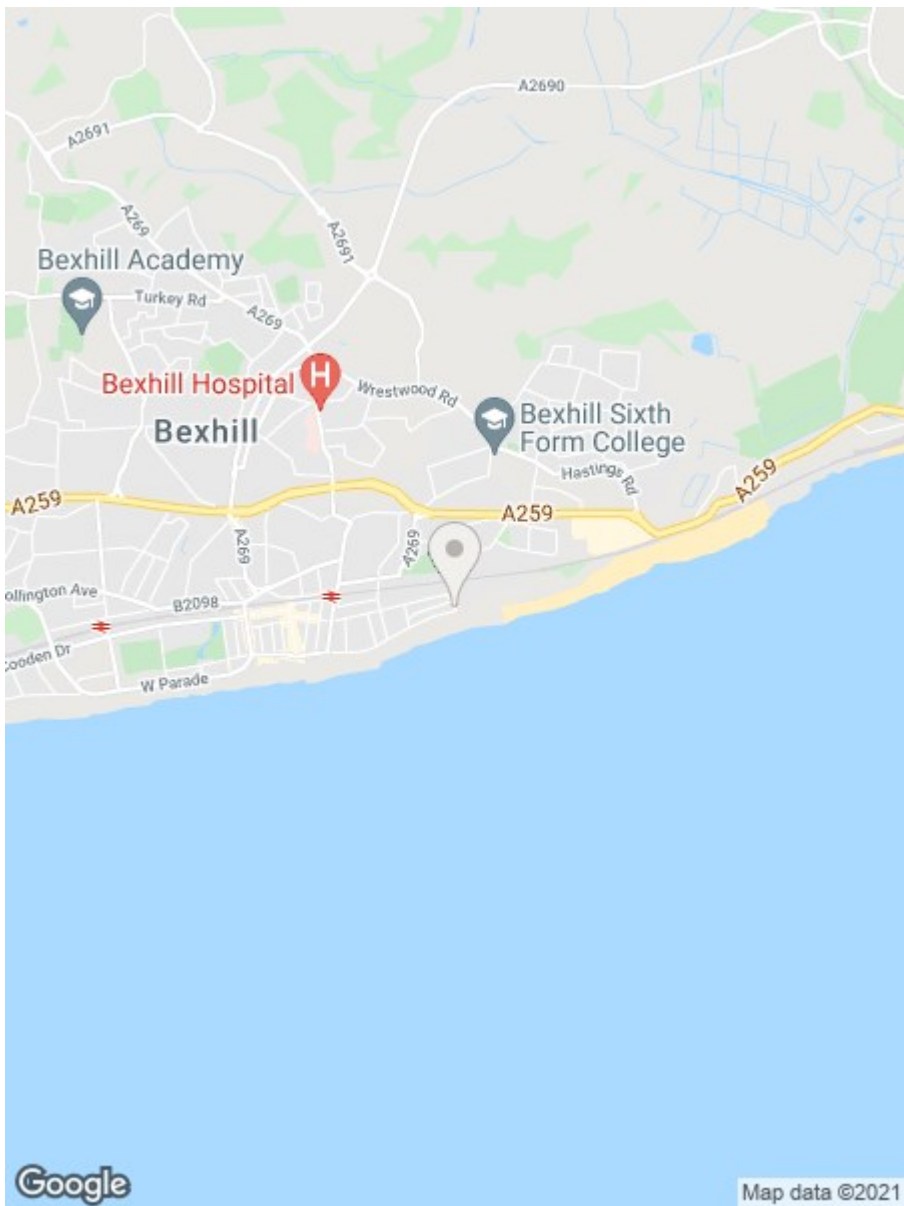 A2690
A2691
A269
A2691
Bexhill Academy
Turkey Rd
A269
Bexhill Hospital
H
Wrestwood Rd
Bexhill
Bexhill Sixth
Form College
Hastings Rd
A259
A259
A259
A269
A269
ollington Ave
B2098
Cooden Dr
W Parade
Google
Map data ©2021